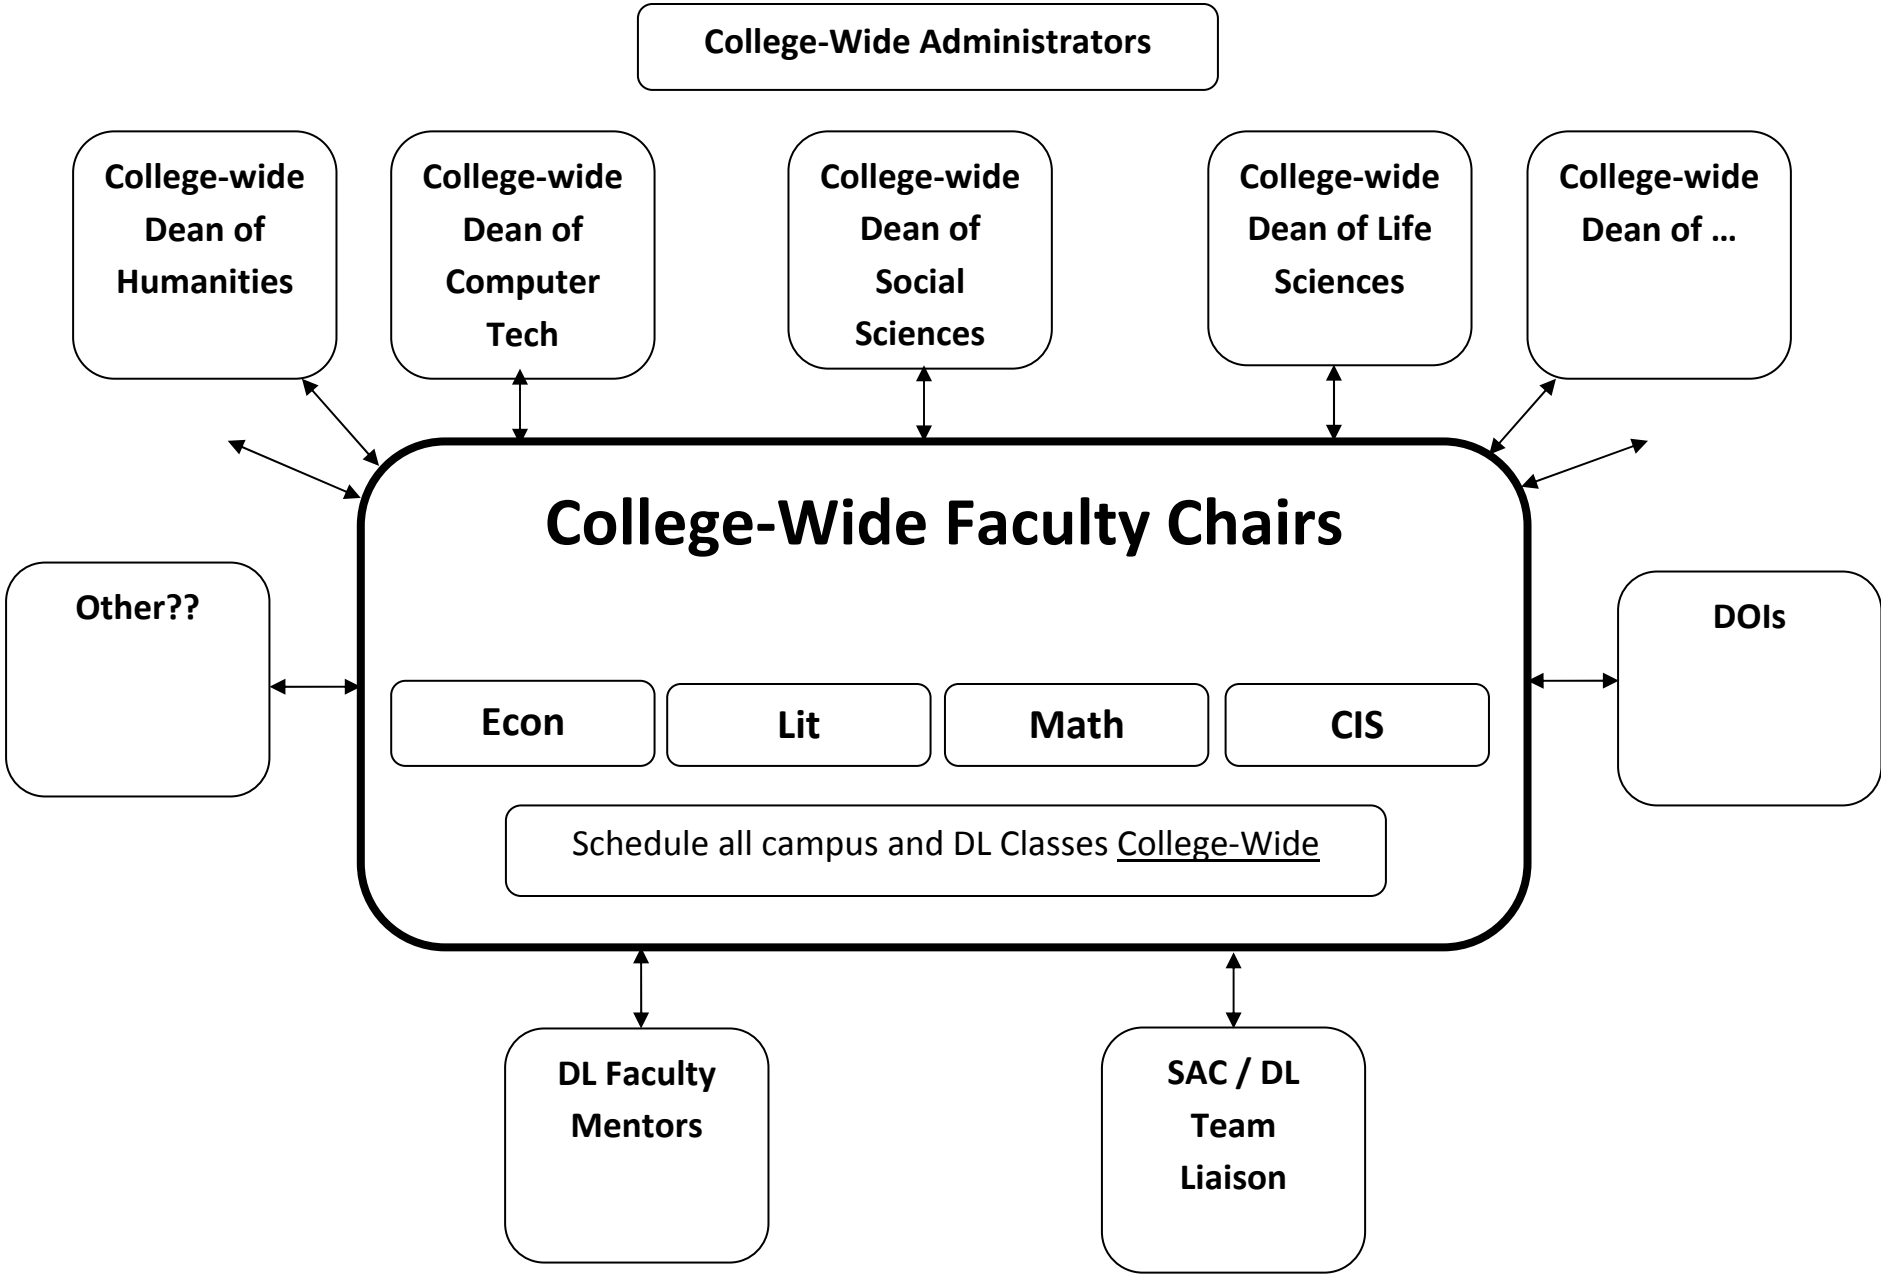 College-Wide Administrators
College-wide
Dean of
Humanities
College-wide
Dean of
Computer
Tech
College-wide
Dean of
Social
Sciences
College-wide
Dean of Life
Sciences
College-wide
Dean of …
College-Wide Faculty Chairs
Other??
DOIs
Econ
Lit
Math
CIS
Schedule all campus and DL Classes College-Wide
DL Faculty
Mentors
SAC / DL
Team
Liaison